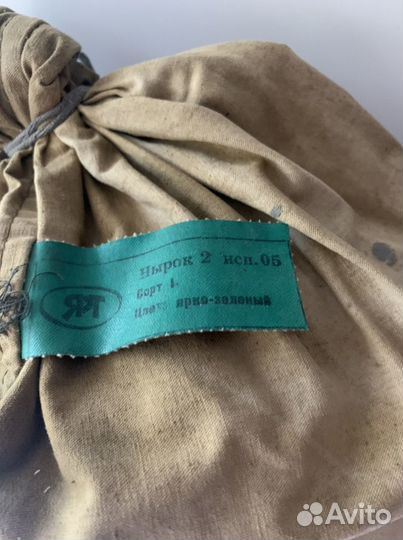 Нырок 2 исп.05
ЯРТ
Сорт 1.
Цвет: ярко-зеленый
Avito